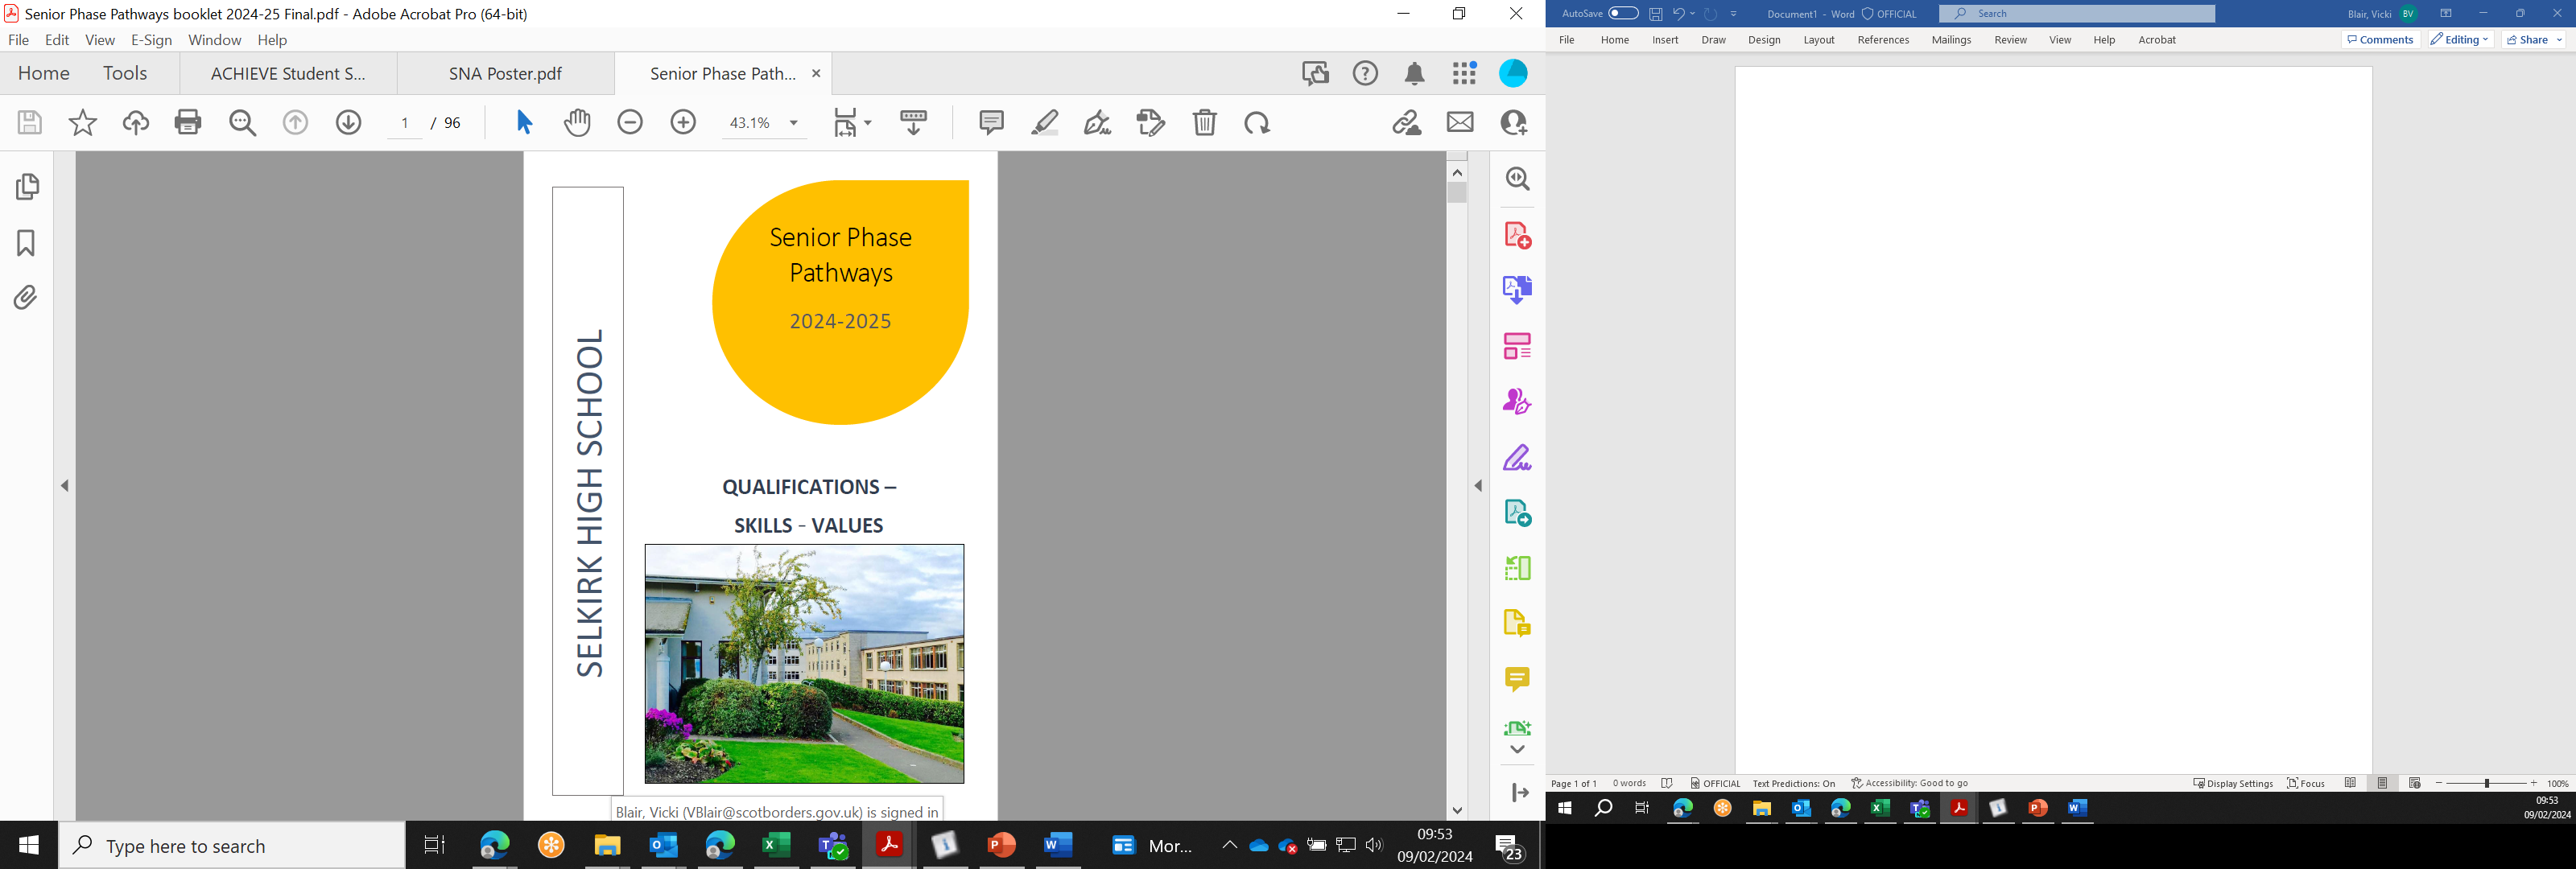 Senior Phase Pathways booklet 2024-25 Final.pdf - Adobe Acrobat Pro (64-bit)
File Edit View E-Sign Window Help
Home Tools ACHIEVE Student S... SNA Poster.pdf Senior Phase Path... ×
1 / 96 43.1%
SELKIRK HIGH SCHOOL
Senior Phase
Pathways
2024-2025
QUALIFICATIONS –
SKILLS - VALUES
Blair, Vicki (VBlair@scotborders.gov.uk) is signed in
Type here to search
Mor...
09:53
09/02/2024
23
AutoSave Document1 - Word OFFICIAL Search Blair, Vicki BV
File Home Insert Draw Design Layout References Mailings Review View Help Acrobat Comments Editing Share
Page 1 of 1 0 words OFFICIAL Text Predictions: On Accessibility: Good to go Display Settings Focus 100%
09:53
09/02/2024